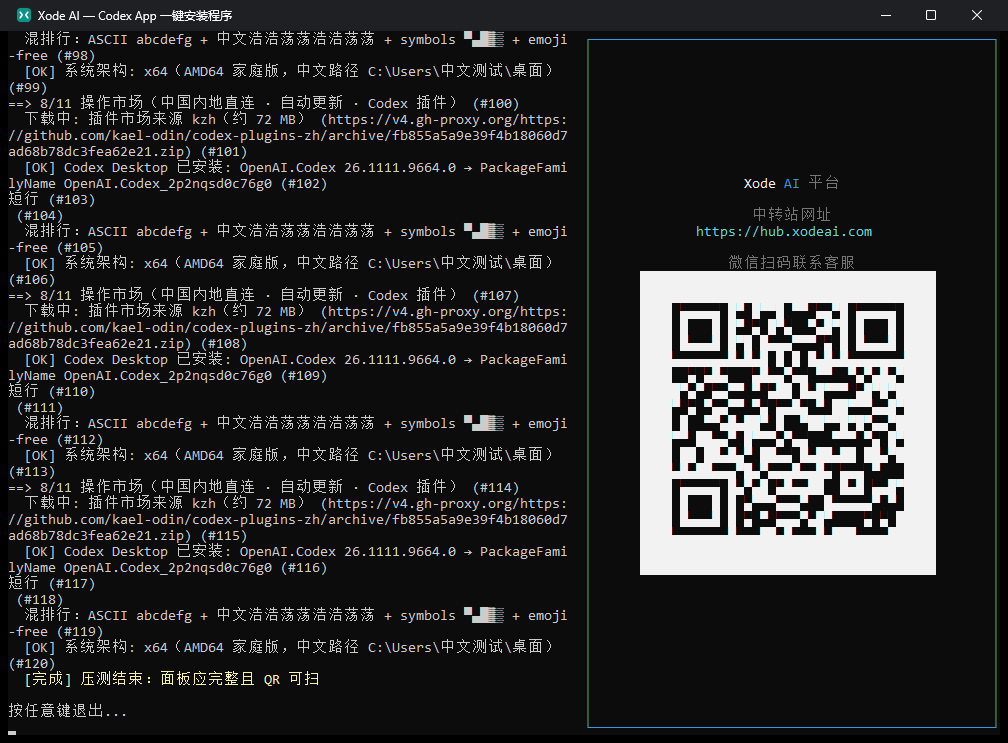 Xode AI — Codex App 一键安装程序
混排行: ASCII abcdefg + 中文浩浩荡荡浩浩荡荡 + symbols ▀▄█▓▒ + emoji
-free (#98)
[OK] 系统架构: x64（AMD64 家庭版，中文路径 C:\Users\中文测试\桌面）
(#99)
==> 8/11 操作市场（中国内地直连 · 自动更新 · Codex 插件） (#100)
下载中: 插件市场来源 kzh（约 72 MB） (https://v4.gh-proxy.org/https:
//github.com/kael-odin/codex-plugins-zh/archive/fb855a5a9e39f4b18060d7
ad68b78dc3fea62e21.zip) (#101)
[OK] Codex Desktop 已安装: OpenAI.Codex 26.1111.9664.0 → PackageFami
lyName OpenAI.Codex_2p2nqsd0c76g0 (#102)
短行 (#103)
(#104)
混排行: ASCII abcdefg + 中文浩浩荡荡浩浩荡荡 + symbols ▀▄█▓▒ + emoji
-free (#105)
[OK] 系统架构: x64（AMD64 家庭版，中文路径 C:\Users\中文测试\桌面）
(#106)
==> 8/11 操作市场（中国内地直连 · 自动更新 · Codex 插件） (#107)
下载中: 插件市场来源 kzh（约 72 MB） (https://v4.gh-proxy.org/https:
//github.com/kael-odin/codex-plugins-zh/archive/fb855a5a9e39f4b18060d7
ad68b78dc3fea62e21.zip) (#108)
[OK] Codex Desktop 已安装: OpenAI.Codex 26.1111.9664.0 → PackageFami
lyName OpenAI.Codex_2p2nqsd0c76g0 (#109)
短行 (#110)
(#111)
混排行: ASCII abcdefg + 中文浩浩荡荡浩浩荡荡 + symbols ▀▄█▓▒ + emoji
-free (#112)
[OK] 系统架构: x64（AMD64 家庭版，中文路径 C:\Users\中文测试\桌面）
(#113)
==> 8/11 操作市场（中国内地直连 · 自动更新 · Codex 插件） (#114)
下载中: 插件市场来源 kzh（约 72 MB） (https://v4.gh-proxy.org/https:
//github.com/kael-odin/codex-plugins-zh/archive/fb855a5a9e39f4b18060d7
ad68b78dc3fea62e21.zip) (#115)
[OK] Codex Desktop 已安装: OpenAI.Codex 26.1111.9664.0 → PackageFami
lyName OpenAI.Codex_2p2nqsd0c76g0 (#116)
短行 (#117)
(#118)
混排行: ASCII abcdefg + 中文浩浩荡荡浩浩荡荡 + symbols ▀▄█▓▒ + emoji
-free (#119)
[OK] 系统架构: x64（AMD64 家庭版，中文路径 C:\Users\中文测试\桌面）
(#120)
[完成] 压测结束: 面板应完整且 QR 可扫
按任意键退出...
Xode AI 平台
中转站网址
https://hub.xodeai.com
微信扫码联系客服